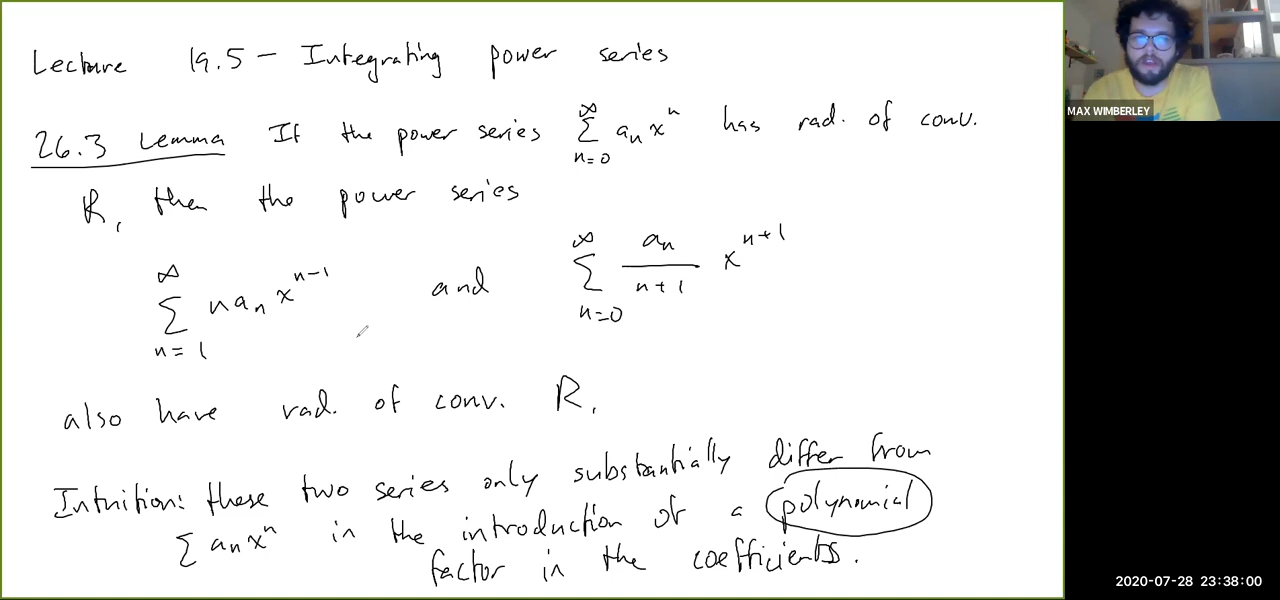 Lecture 19.5 – Integrating power series
26.3 Lemma If the power series ∑_{n=0}^{∞} a_n x^n has rad. of conv.
R, then the power series
∑_{n=1}^{∞} n a_n x^{n-1} and ∑_{n=0}^{∞} \frac{a_n}{n+1} x^{n+1}
also have rad. of conv. R.
Intuition: these two series only substantially differ from
∑ a_n x^n in the introduction of a polynomial
factor in the coefficients.
MAX WIMBERLEY
2020-07-28 23:38:00